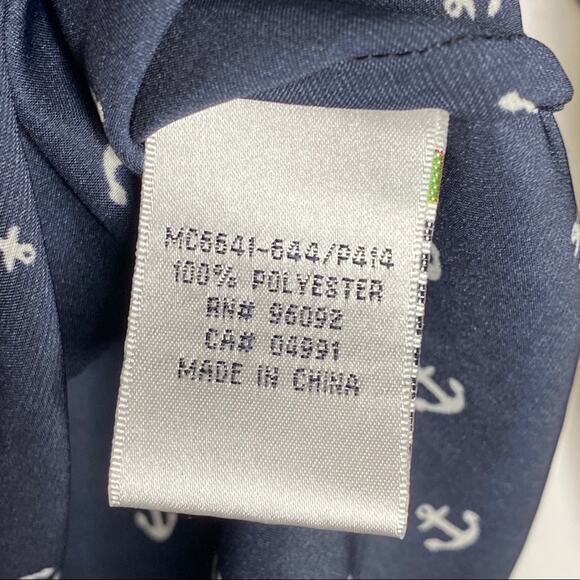 MC6641-644/P414
100% POLYESTER
RN# 96092
CA# 04991
MADE IN CHINA